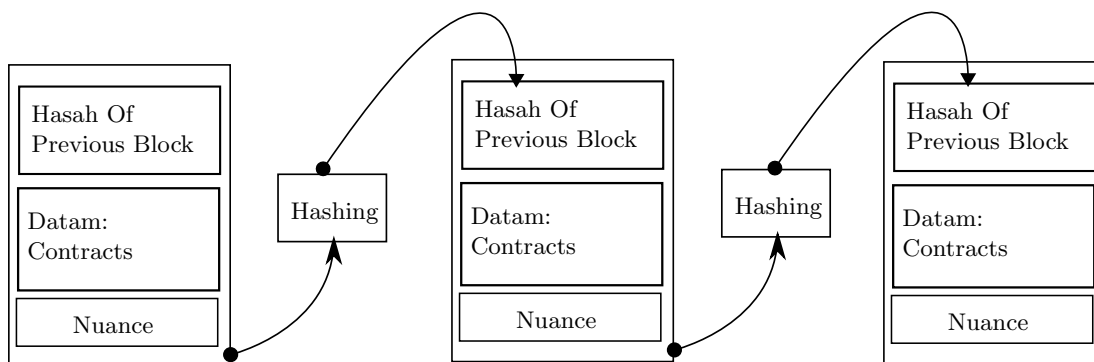 Hasah Of
Previous Block
Datam:
Contracts
Nuance
Hashing
Hasah Of
Previous Block
Datam:
Contracts
Nuance
Hashing
Hasah Of
Previous Block
Datam:
Contracts
Nuance